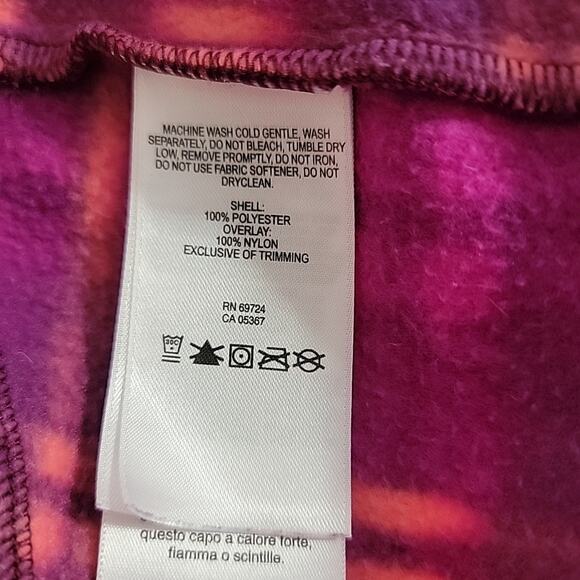 MACHINE WASH COLD GENTLE, WASH
SEPARATELY, DO NOT BLEACH, TUMBLE DRY
LOW, REMOVE PROMPTLY, DO NOT IRON,
DO NOT USE FABRIC SOFTENER, DO NOT
DRYCLEAN.
SHELL:
100% POLYESTER
OVERLAY:
100% NYLON
EXCLUSIVE OF TRIMMING
RN 69724
CA 05367
30C
questo capo a calore forte,
fiamma o scintille.